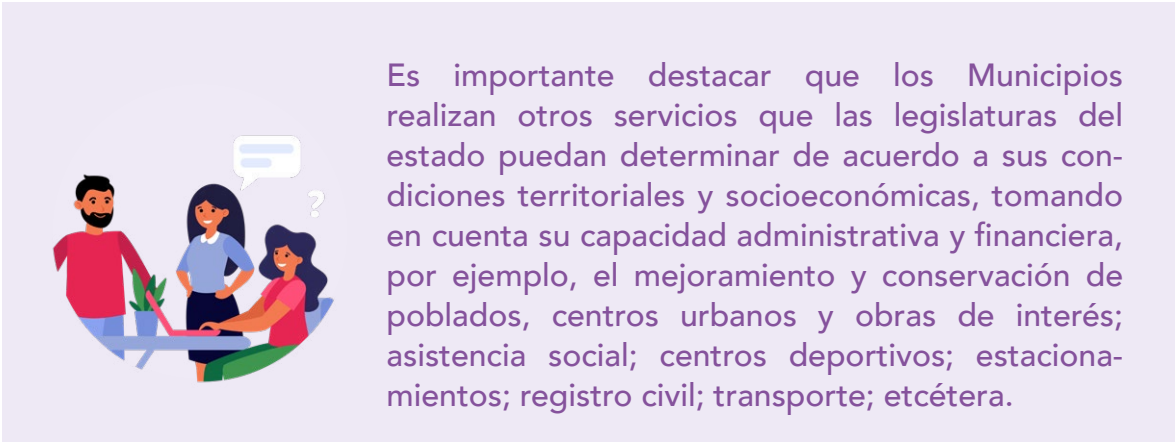 Es importante destacar que los Municipios
realizan otros servicios que las legislaturas del
estado puedan determinar de acuerdo a sus con-
diciones territoriales y socioeconómicas, tomando
en cuenta su capacidad administrativa y financiera,
por ejemplo, el mejoramiento y conservación de
poblados, centros urbanos y obras de interés;
asistencia social; centros deportivos; estaciona-
mientos; registro civil; transporte; etcétera.
?